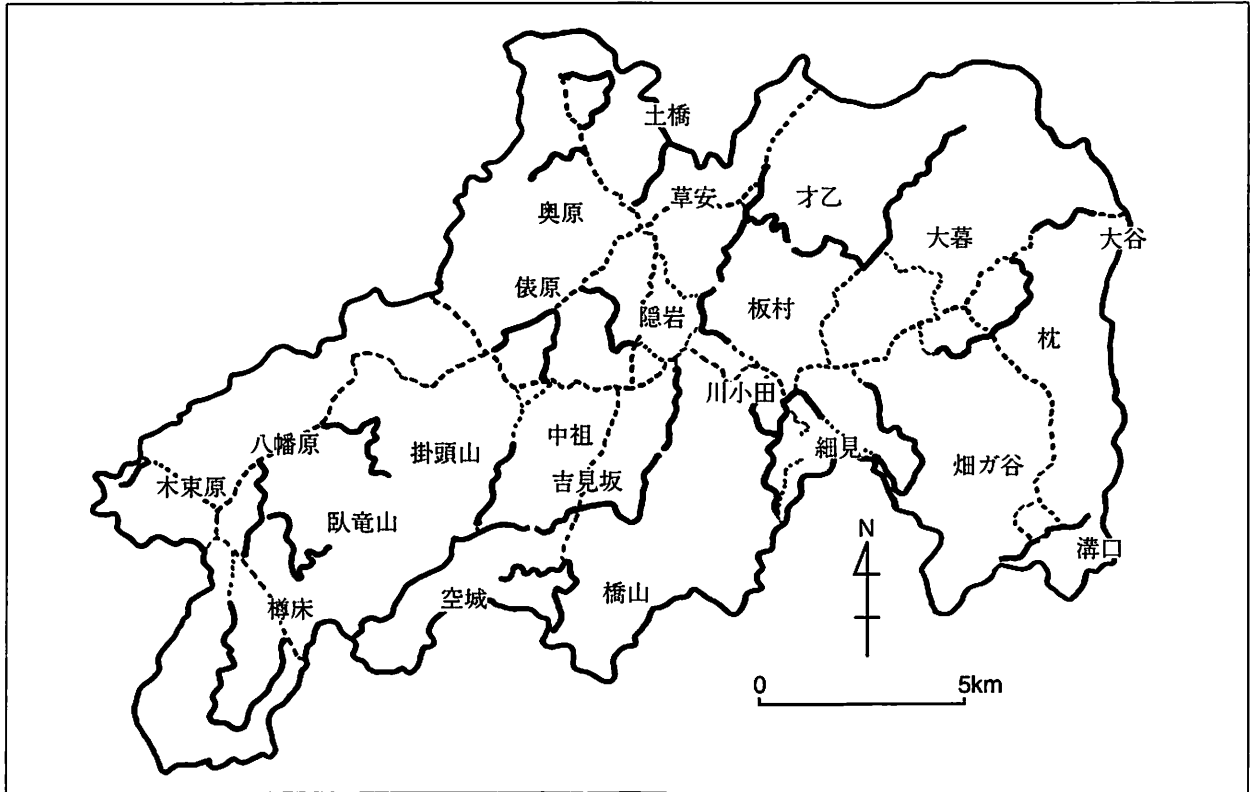 土橋
草安
才乙
奥原
大暮
大谷
俵原
隠岩
板村
枕
川小田
中祖
細見
八幡原
掛頭山
吉見坂
畑ガ谷
木束原
臥竜山
N
溝口
樽床
空城
橋山
0
5km